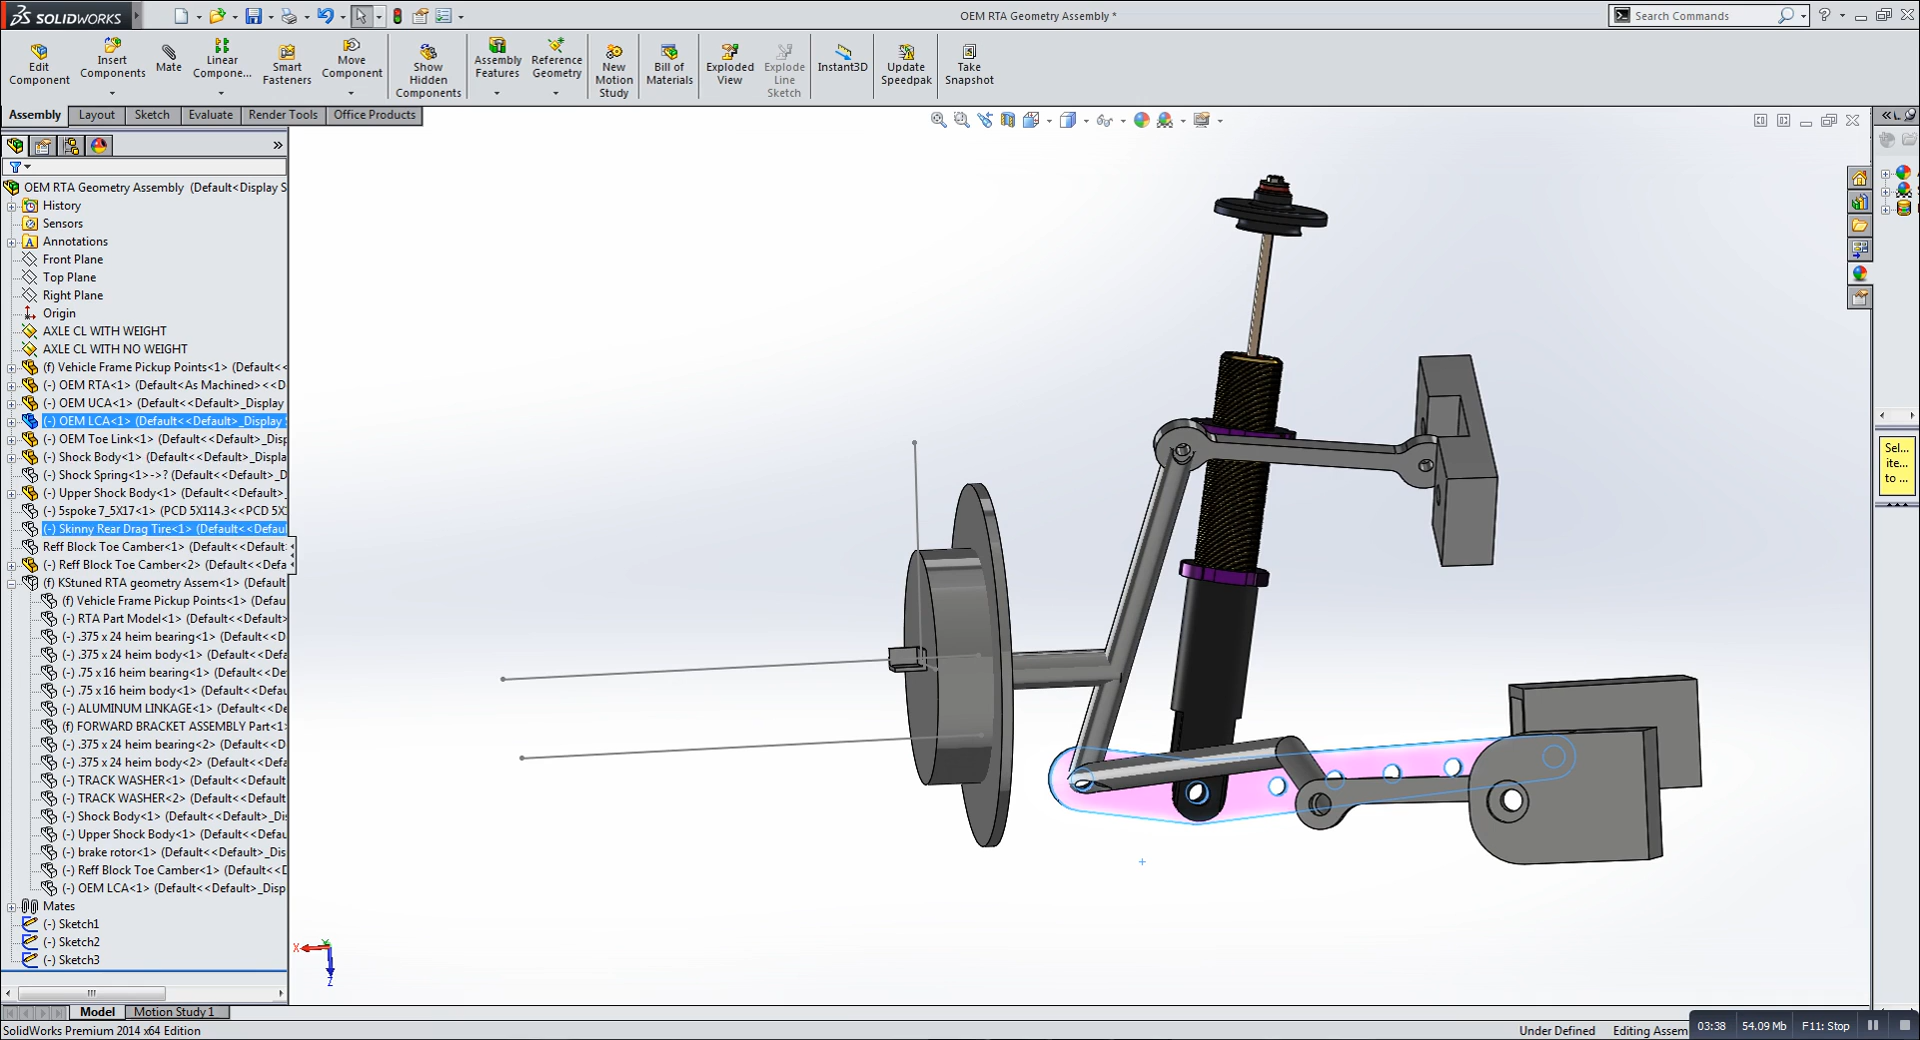 SOLIDWORKS
OEM RTA Geometry Assembly *
Search Commands
Edit Component
Insert Components
Mate
Linear Compone...
Smart Fasteners
Move Component
Show Hidden Components
Assembly Features
Reference Geometry
New Motion Study
Bill of Materials
Exploded View
Explode Line Sketch
Instant3D
Update Speedpak
Take Snapshot
Assembly Layout Sketch Evaluate Render Tools Office Products
OEM RTA Geometry Assembly (Default<Display S
History
Sensors
Annotations
Front Plane
Top Plane
Right Plane
Origin
AXLE CL WITH WEIGHT
AXLE CL WITH NO WEIGHT
(f) Vehicle Frame Pickup Points<1> (Default<<
(-) OEM RTA<1> (Default<As Machined><<D
(-) OEM UCA<1> (Default<<Default>_Display
(-) OEM LCA<1> (Default<<Default>_Display
(-) OEM Toe Link<1> (Default<<Default>_Disp
(-) Shock Body<1> (Default<<Default>_Displa
(-) Shock Spring<1>->? (Default<<Default>_D
(-) Upper Shock Body<1> (Default<<Default>_
(-) 5spoke 7_5X17<1> (PCD 5X114.3<<PCD 5X
(-) Skinny Rear Drag Tire<1> (Default<<Defaul
Reff Block Toe Camber<1> (Default<<Default
(-) Reff Block Toe Camber<2> (Default<<Defa
(f) KStuned RTA geometry Assem<1> (Default
(f) Vehicle Frame Pickup Points<1> (Defau
(-) RTA Part Model<1> (Default<<Default>
(-) .375 x 24 heim bearing<1> (Default<<D
(-) .375 x 24 heim body<1> (Default<<Defa
(-) .75 x 16 heim bearing<1> (Default<<De
(-) .75 x 16 heim body<1> (Default<<Defau
(-) ALUMINUM LINKAGE<1> (Default<<De
(f) FORWARD BRACKET ASSEMBLY Part<1>
(-) .375 x 24 heim bearing<2> (Default<<D
(-) .375 x 24 heim body<2> (Default<<Defa
(-) TRACK WASHER<1> (Default<<Default
(-) TRACK WASHER<2> (Default<<Default
(-) Shock Body<1> (Default<<Default>_Dis
(-) Upper Shock Body<1> (Default<<Defau
(-) brake rotor<1> (Default<<Default>_Dis
(-) Reff Block Toe Camber<1> (Default<<D
(-) OEM LCA<1> (Default<<Default>_Disp
Mates
(-) Sketch1
(-) Sketch2
(-) Sketch3
X
Z
Sel...
ite...
to ...
Model Motion Study 1
SolidWorks Premium 2014 x64 Edition
Under Defined Editing Assem
03:38 54.09 Mb F11: Stop